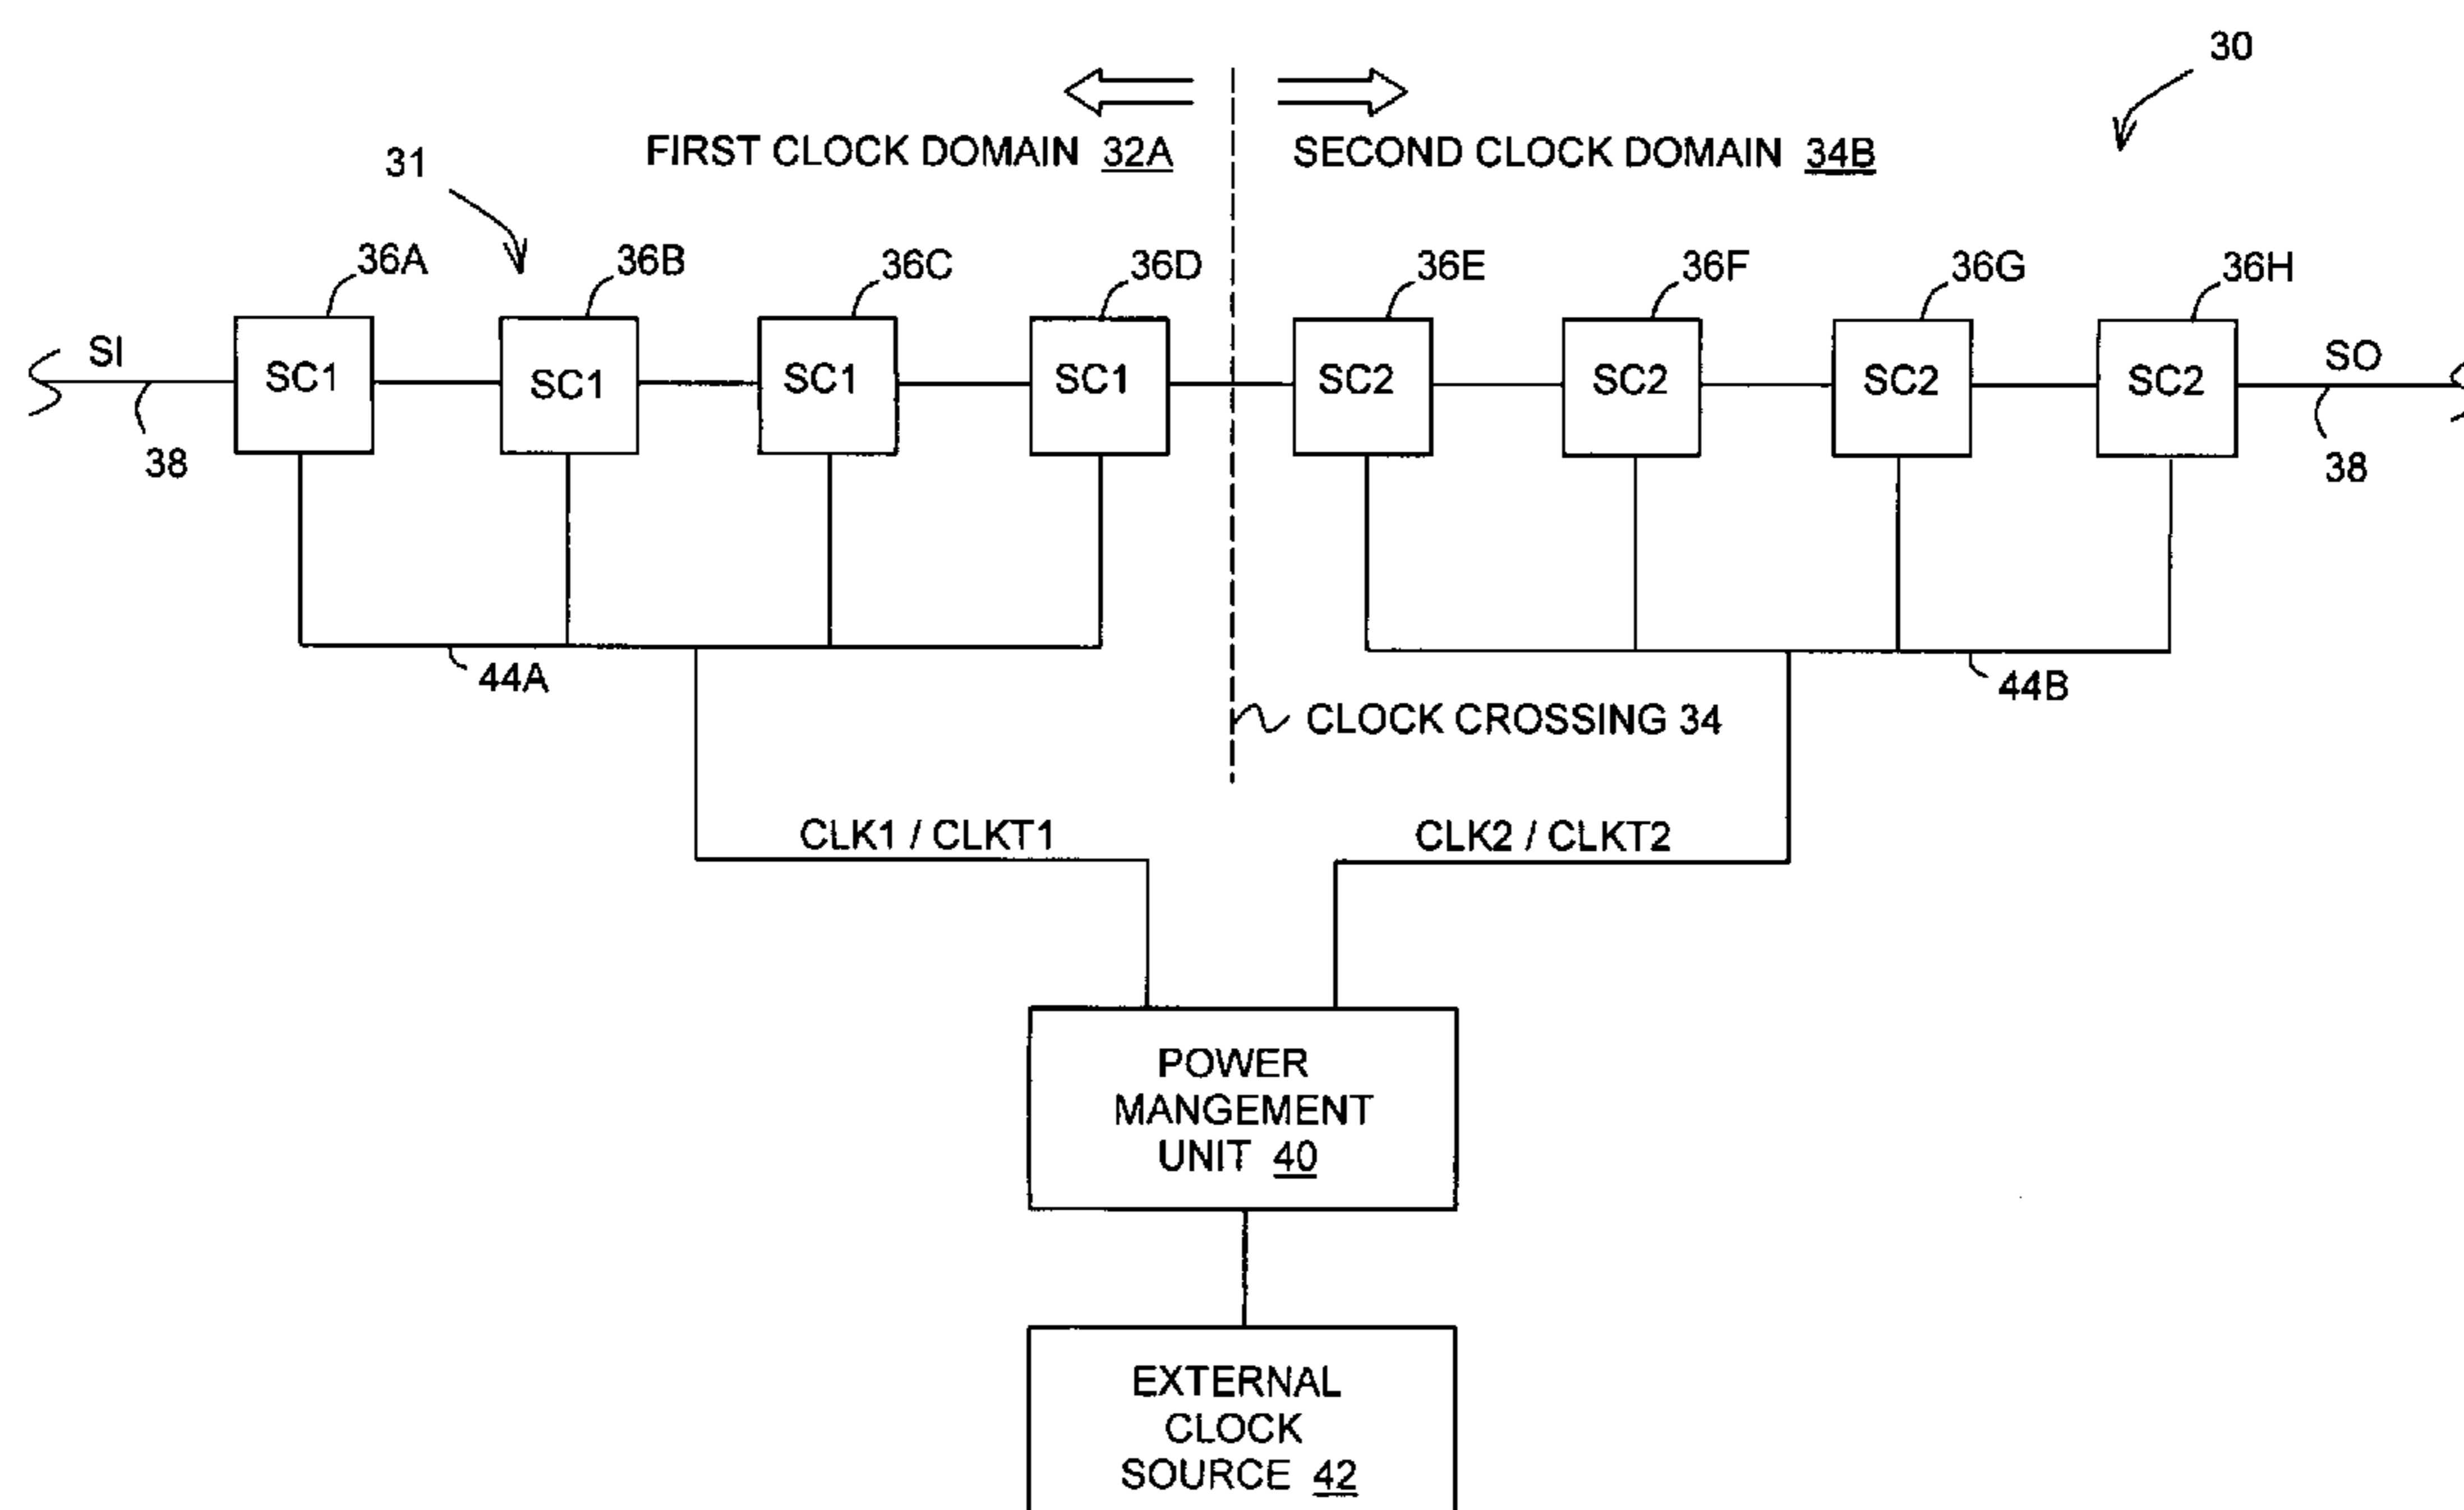 30
FIRST CLOCK DOMAIN 32A
SECOND CLOCK DOMAIN 34B
31
36A
36B
36C
36D
36E
36F
36G
36H
SI
SC1
SC1
SC1
SC1
SC2
SC2
SC2
SC2
SO
38
38
44A
44B
CLOCK CROSSING 34
CLK1 / CLKT1
CLK2 / CLKT2
POWER
MANGEMENT
UNIT 40
EXTERNAL
CLOCK
SOURCE 42